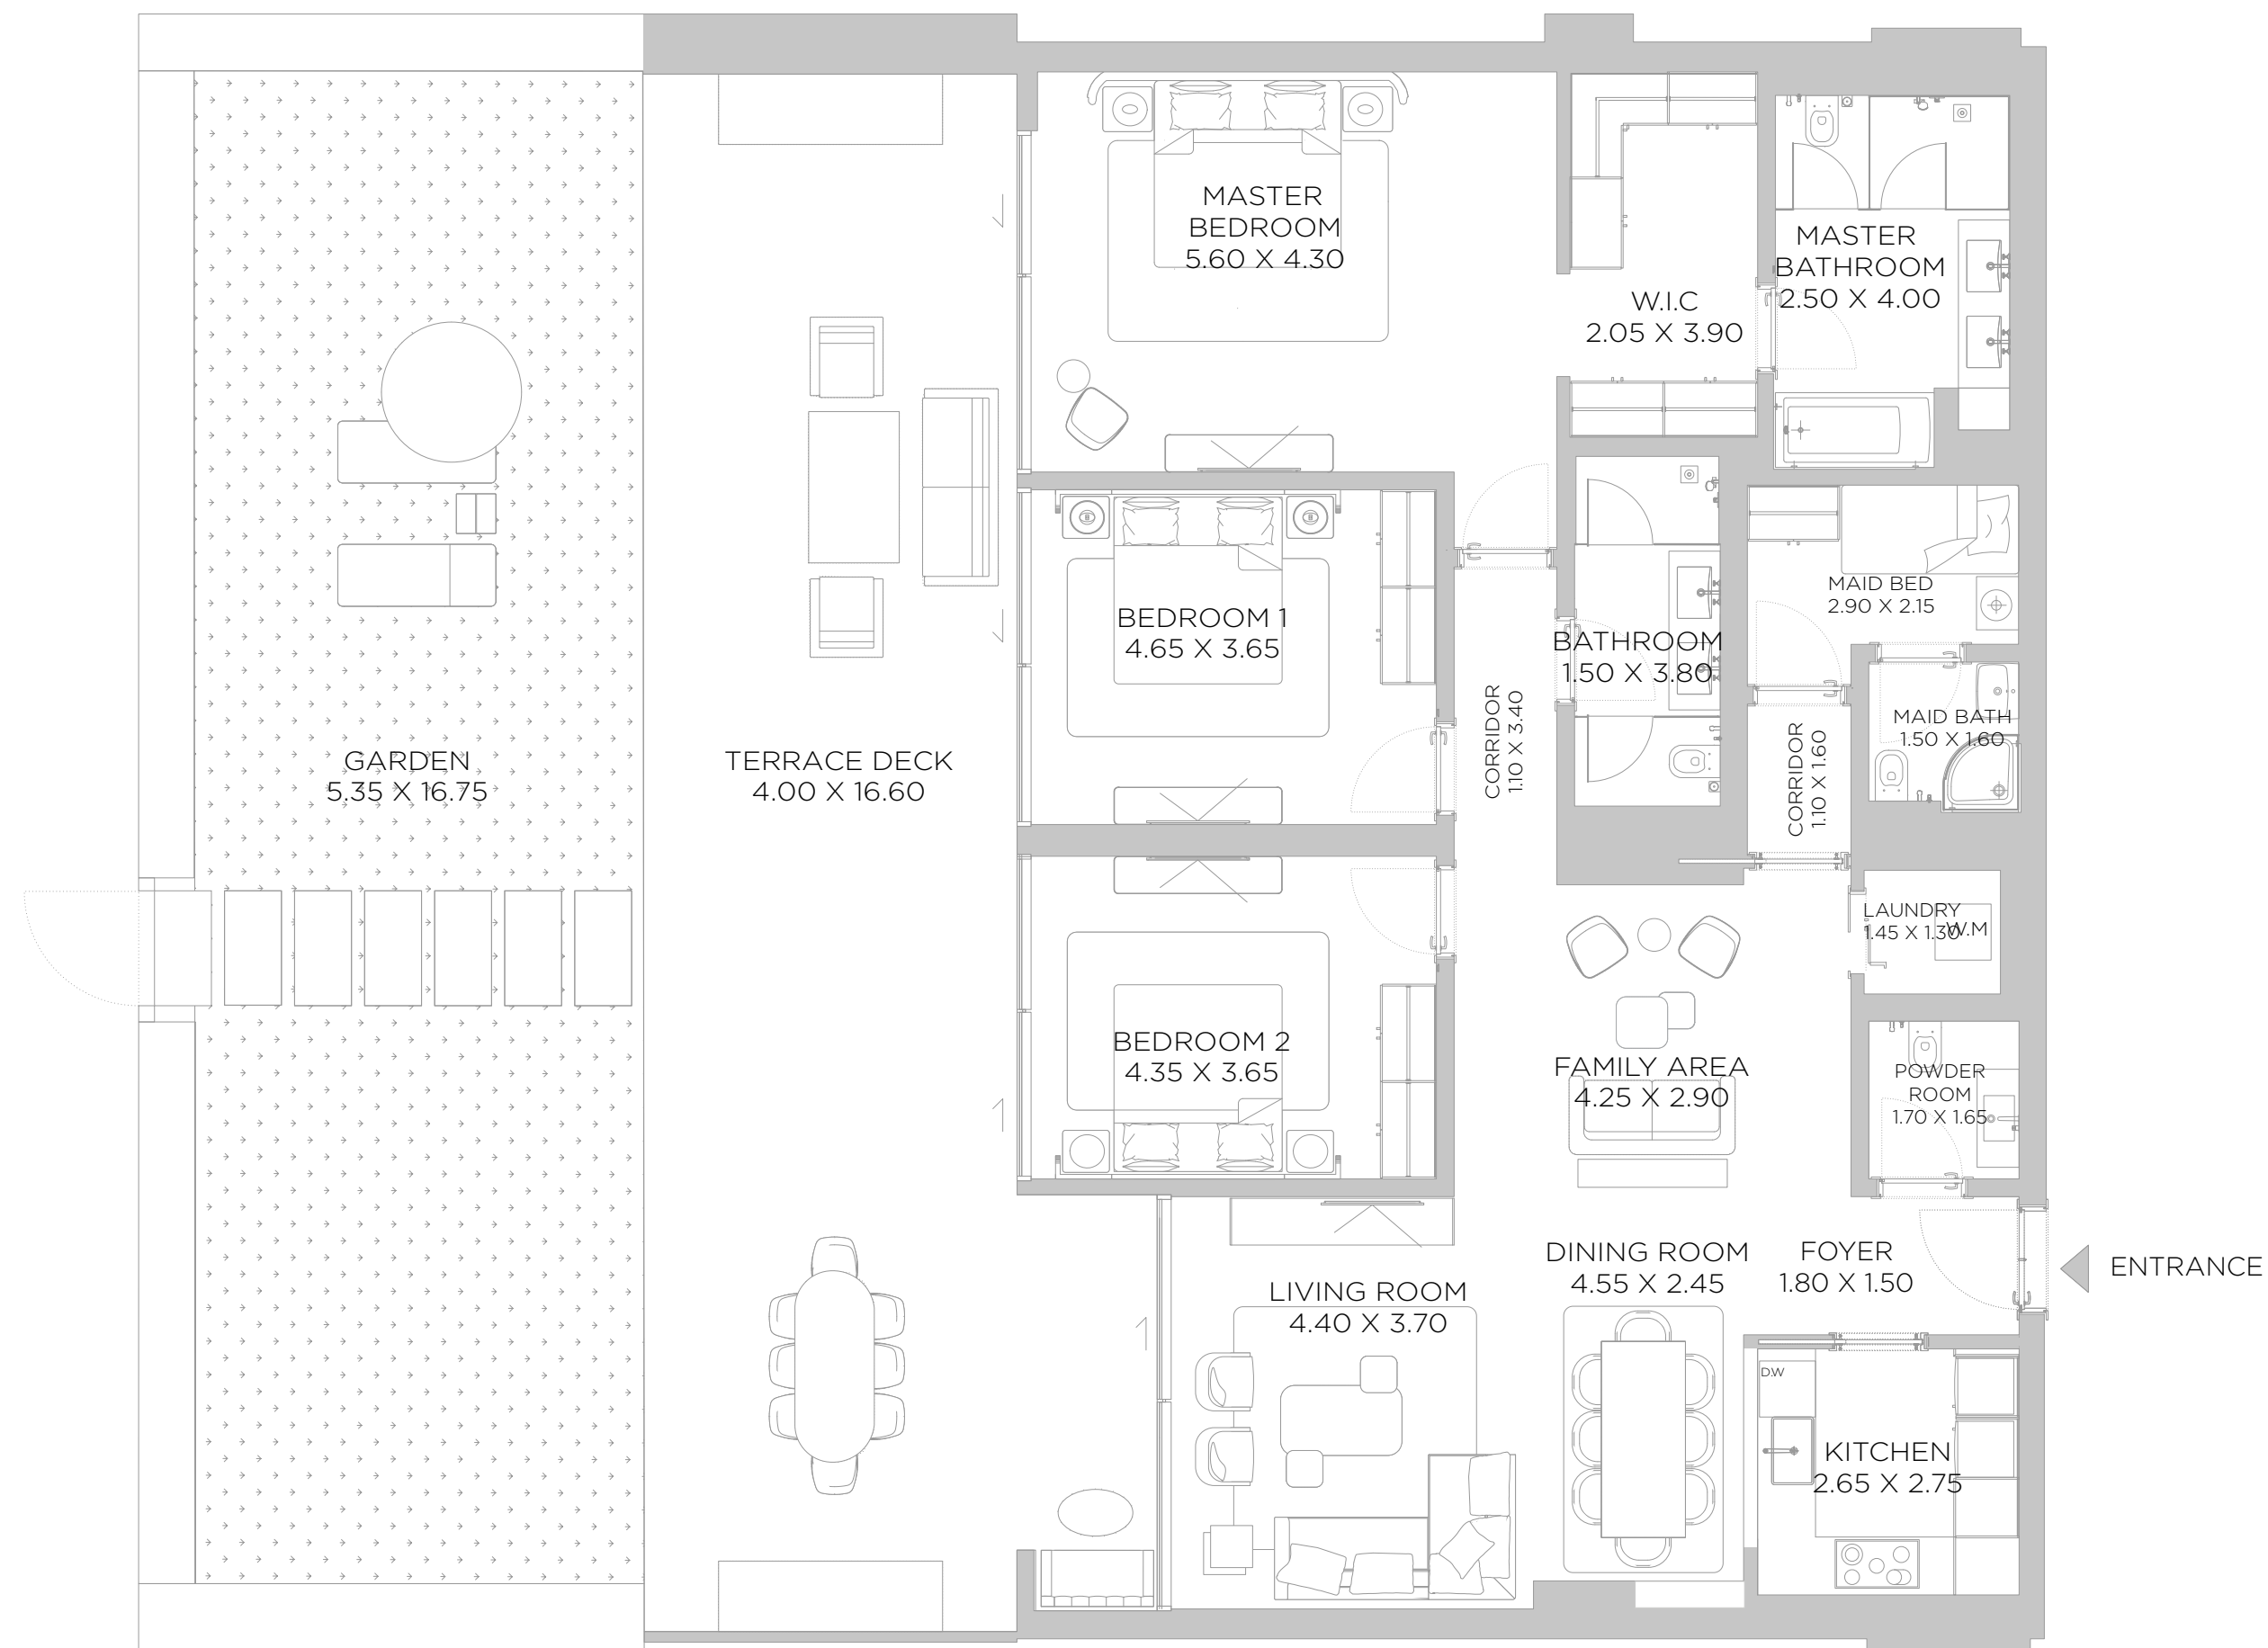 MASTER
BEDROOM
5.60 X 4.30
W.I.C
2.05 X 3.90
MASTER
BATHROOM
2.50 X 4.00
BEDROOM 1
4.65 X 3.65
CORRIDOR
1.10 X 3.40
BATHROOM
1.50 X 3.80
MAID BED
2.90 X 2.15
MAID BATH
1.50 X 1.60
CORRIDOR
1.10 X 1.60
GARDEN
5.35 X 16.75
TERRACE DECK
4.00 X 16.60
LAUNDRY
1.45 X 1.30
W.M
BEDROOM 2
4.35 X 3.65
FAMILY AREA
4.25 X 2.90
POWDER
ROOM
1.70 X 1.65
LIVING ROOM
4.40 X 3.70
DINING ROOM
4.55 X 2.45
FOYER
1.80 X 1.50
ENTRANCE
D.W
KITCHEN
2.65 X 2.75